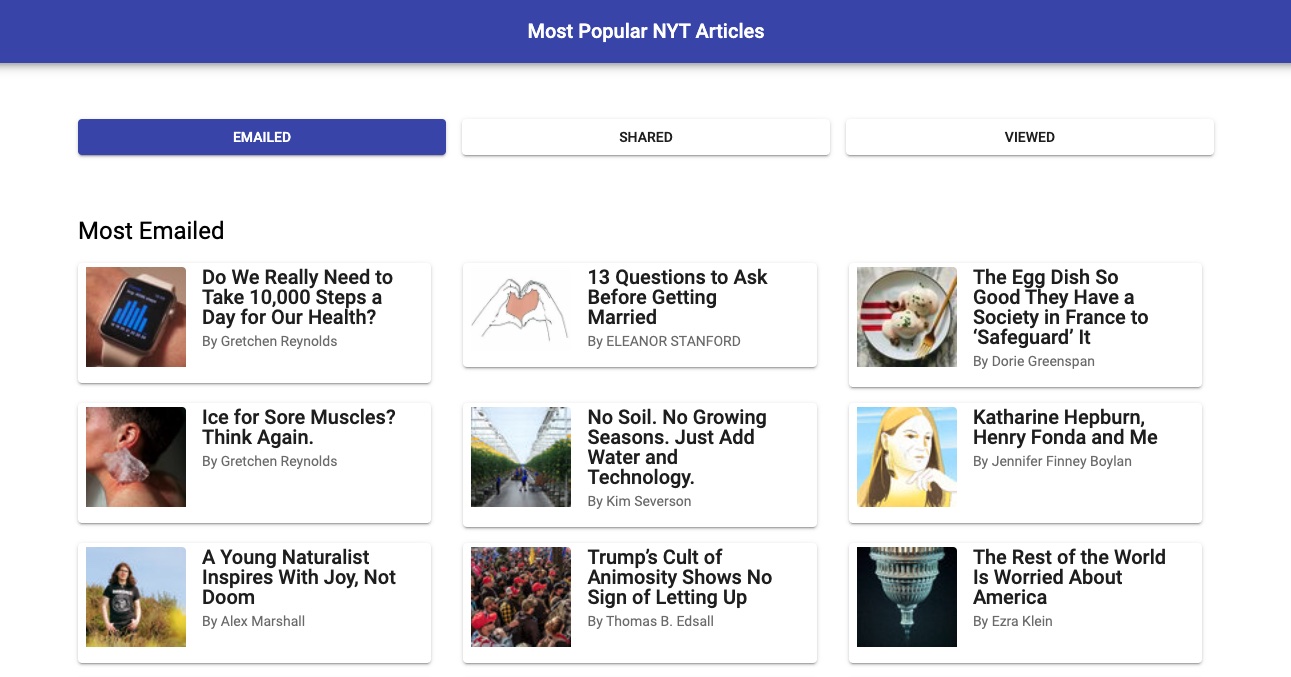 Most Popular NYT Articles
EMAILED
SHARED
VIEWED
Most Emailed
Do We Really Need to
Take 10,000 Steps a
Day for Our Health?
By Gretchen Reynolds
13 Questions to Ask
Before Getting
Married
By ELEANOR STANFORD
The Egg Dish So
Good They Have a
Society in France to
‘Safeguard’ It
By Dorie Greenspan
Ice for Sore Muscles?
Think Again.
By Gretchen Reynolds
No Soil. No Growing
Seasons. Just Add
Water and
Technology.
By Kim Severson
Katharine Hepburn,
Henry Fonda and Me
By Jennifer Finney Boylan
A Young Naturalist
Inspires With Joy, Not
Doom
By Alex Marshall
Trump’s Cult of
Animosity Shows No
Sign of Letting Up
By Thomas B. Edsall
The Rest of the World
Is Worried About
America
By Ezra Klein